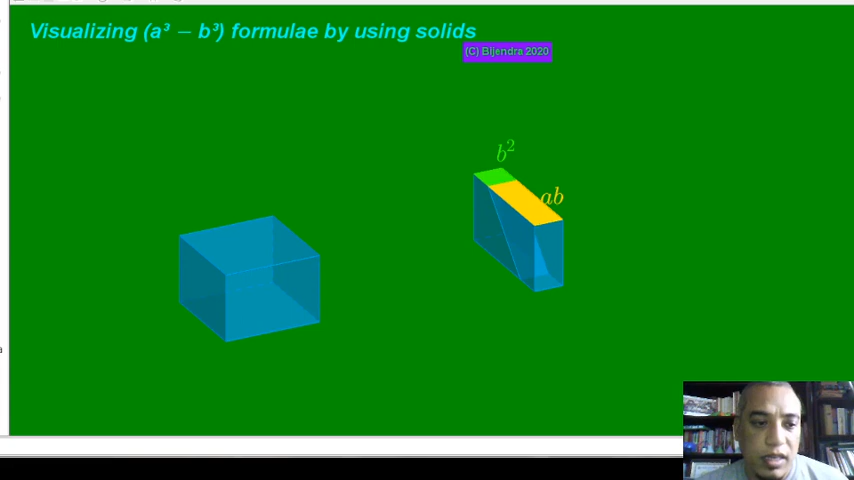 Visualizing (a³ − b³) formulae by using solids
(C) Bijendra 2020
b²
ab